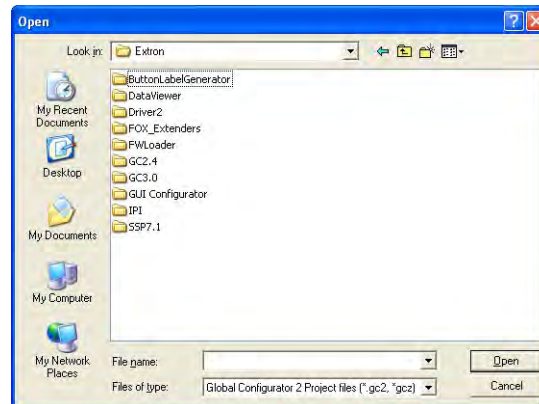 Open
Look in: Extron
My Recent
Documents
Desktop
My Documents
My Computer
My Network
Places
ButtonLabelGenerator
DataViewer
Driver2
FOX_Extenders
FWLoader
GC2.4
GC3.0
GUI Configurator
IPI
SSP7.1
File name:
Open
Files of type: Global Configurator 2 Project files (*.gc2, *gcz)
Cancel